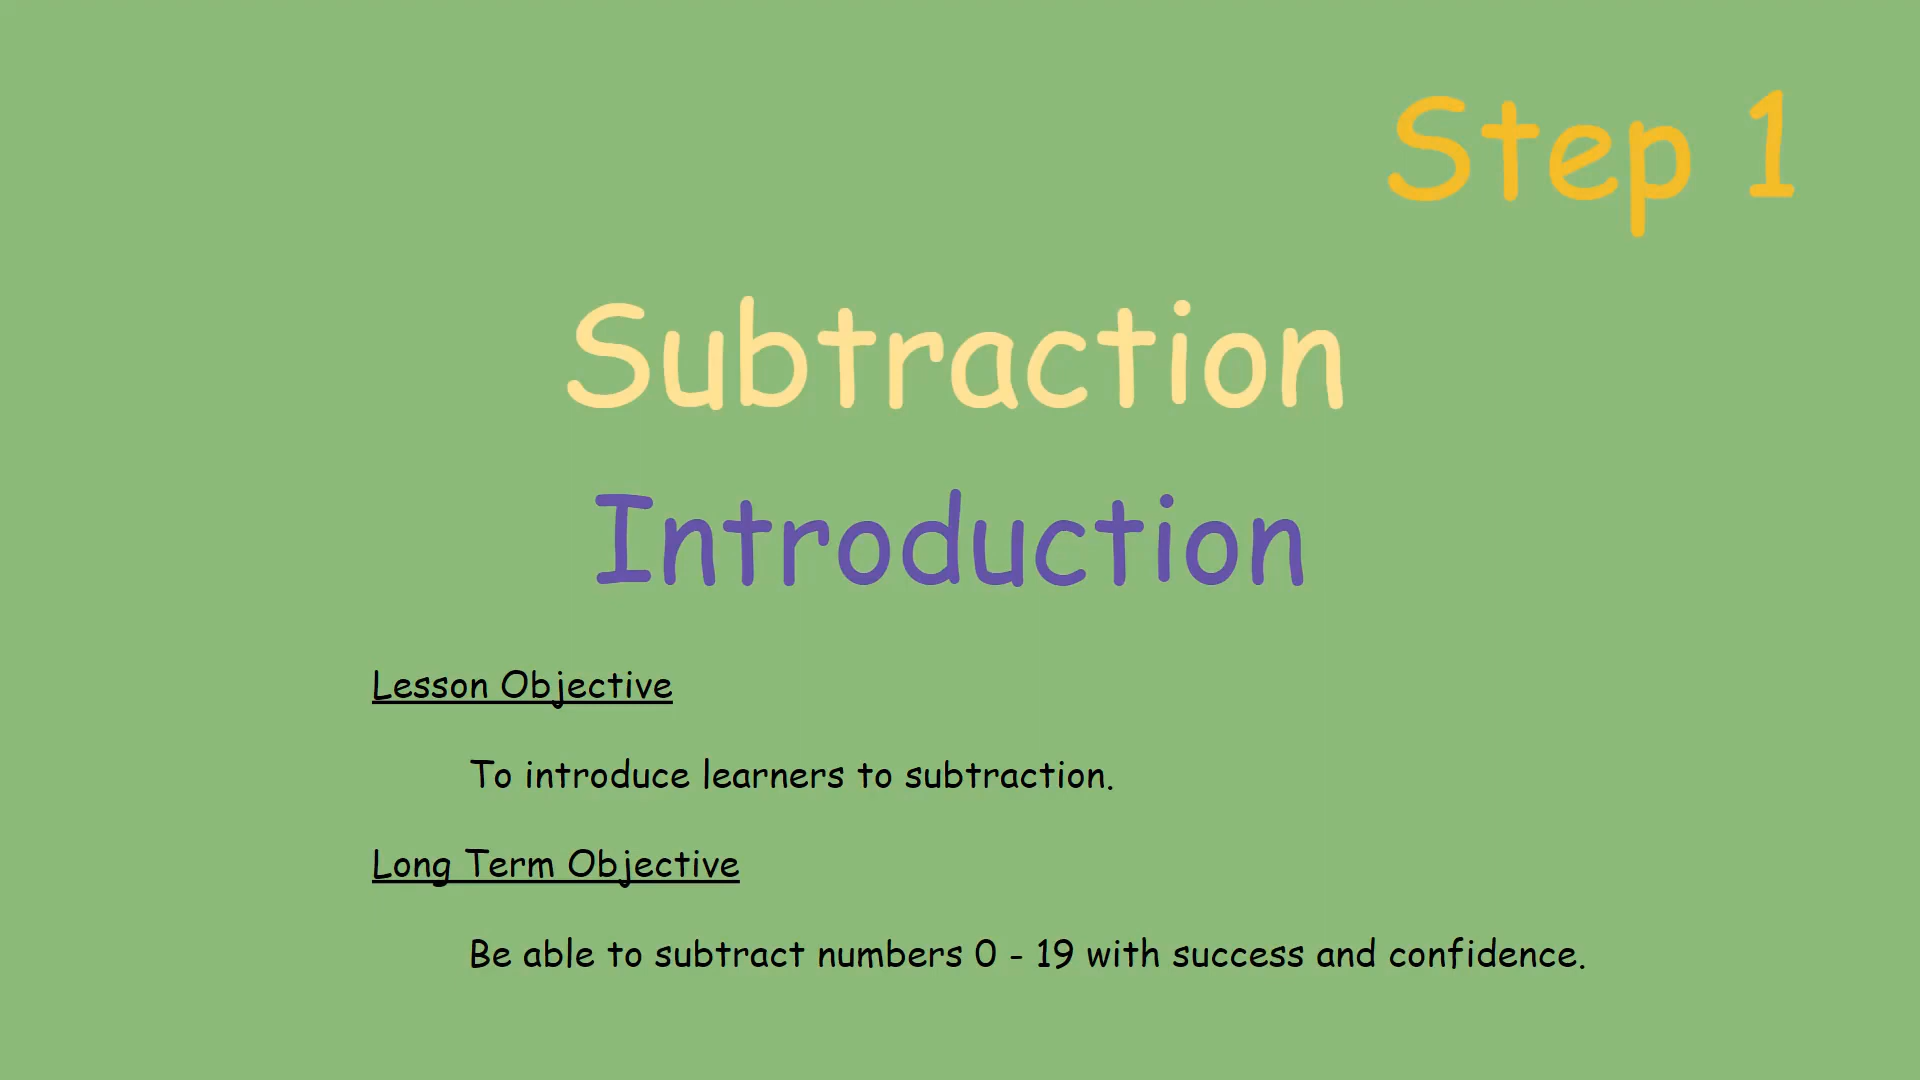 Step 1
Subtraction
Introduction
Lesson Objective
To introduce learners to subtraction.
Long Term Objective
Be able to subtract numbers 0 - 19 with success and confidence.